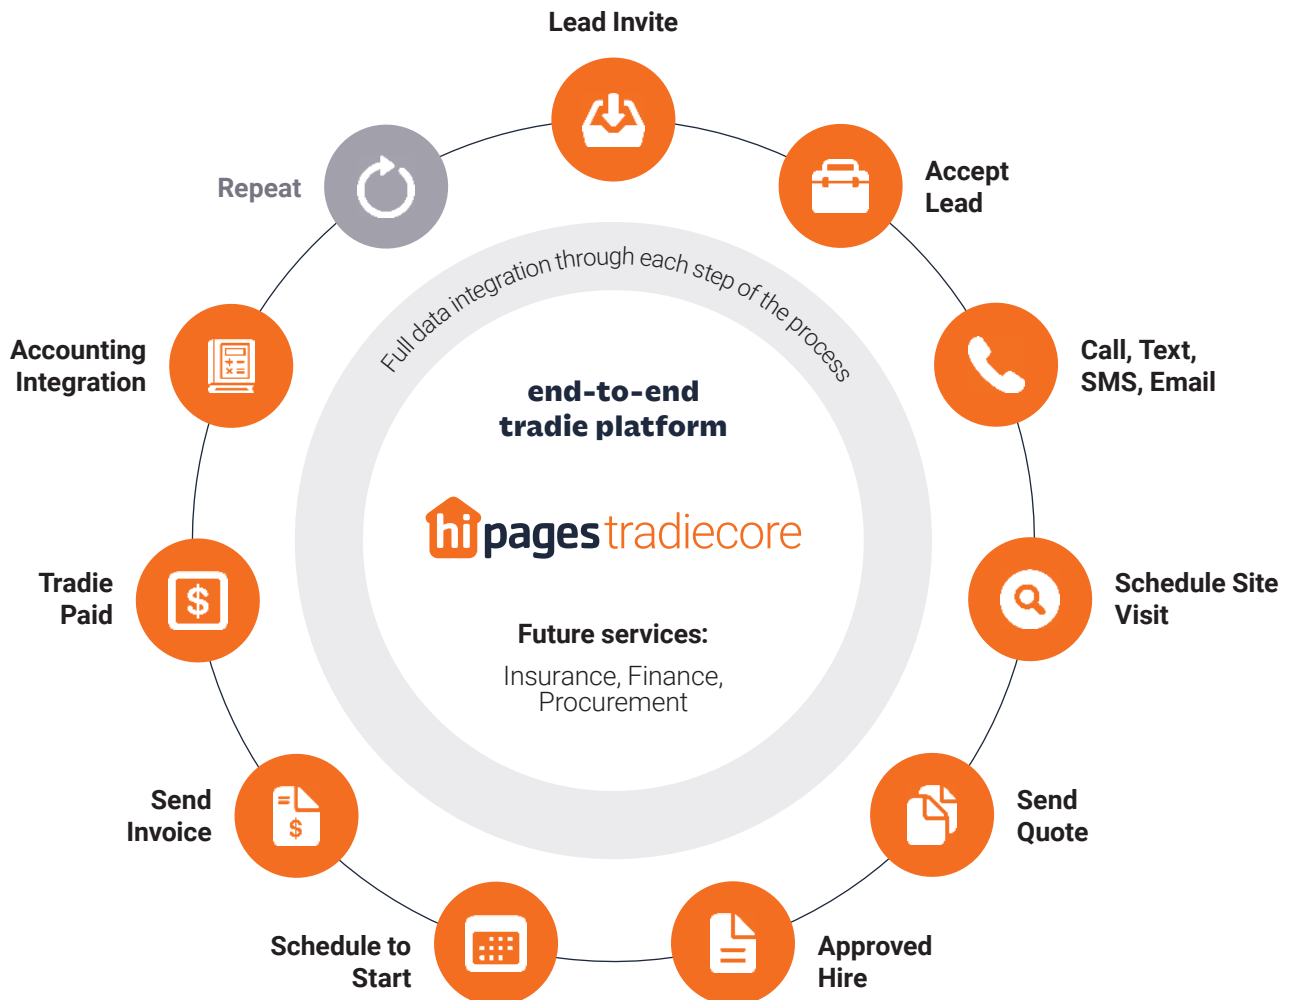 Lead Invite
Accept
Lead
Call, Text,
SMS, Email
Schedule Site
Visit
Send
Quote
Approved
Hire
Schedule to
Start
Send
Invoice
Tradie
Paid
Accounting
Integration
Repeat
Full data integration through each step of the process
end-to-end
tradie platform
hipages tradiecore
Future services:
Insurance, Finance,
Procurement
$
$